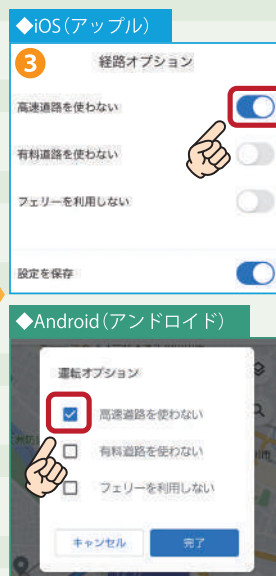 ◆iOS(アップル)
3
経路オプション
高速道路を使わない
有料道路を使わない
フェリーを利用しない
設定を保存
◆Android(アンドロイド)
運転オプション
高速道路を使わない
有料道路を使わない
フェリーを利用しない
キャンセル
完了